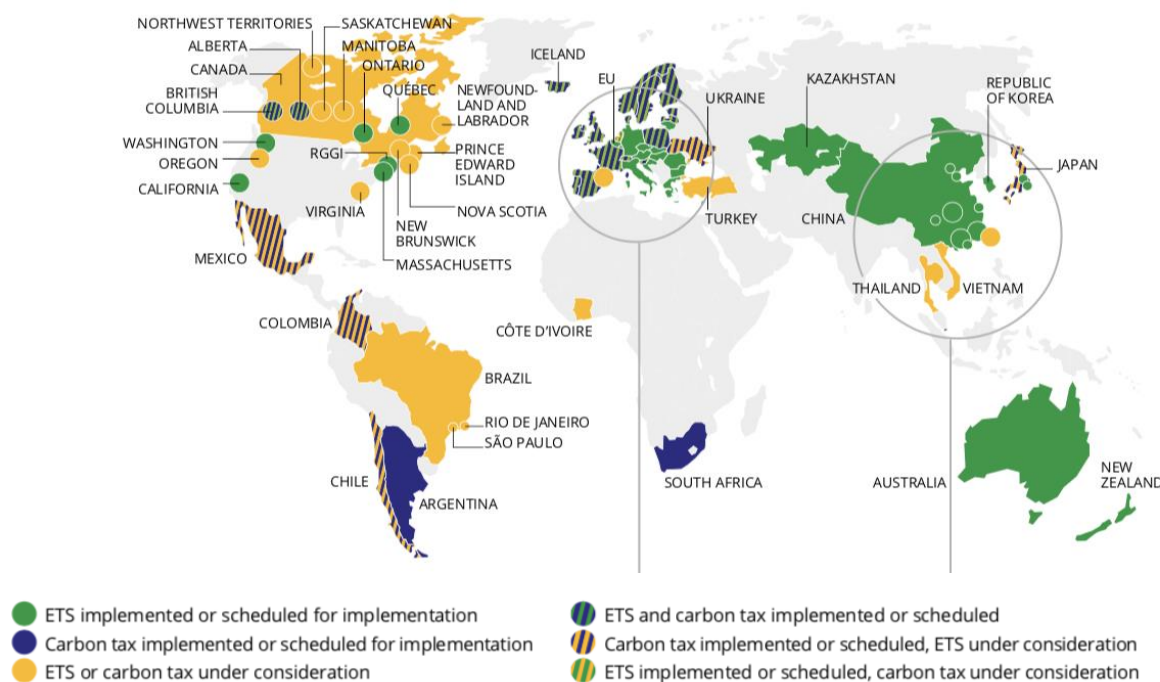 NORTHWEST TERRITORIES
SASKATCHEWAN
ALBERTA
MANITOBA
CANADA
ONTARIO
BRITISH
COLUMBIA
QUÉBEC
NEWFOUND-
LAND AND
LABRADOR
WASHINGTON
OREGON
RGGI
PRINCE
EDWARD
ISLAND
CALIFORNIA
VIRGINIA
NOVA SCOTIA
NEW
BRUNSWICK
MASSACHUSETTS
MEXICO
ICELAND
EU
UKRAINE
KAZAKHSTAN
REPUBLIC
OF KOREA
JAPAN
TURKEY
CHINA
THAILAND
VIETNAM
COLOMBIA
CÔTE D'IVOIRE
BRAZIL
RIO DE JANEIRO
SÃO PAULO
CHILE
ARGENTINA
SOUTH AFRICA
AUSTRALIA
NEW
ZEALAND
ETS implemented or scheduled for implementation
Carbon tax implemented or scheduled for implementation
ETS or carbon tax under consideration
ETS and carbon tax implemented or scheduled
Carbon tax implemented or scheduled, ETS under consideration
ETS implemented or scheduled, carbon tax under consideration